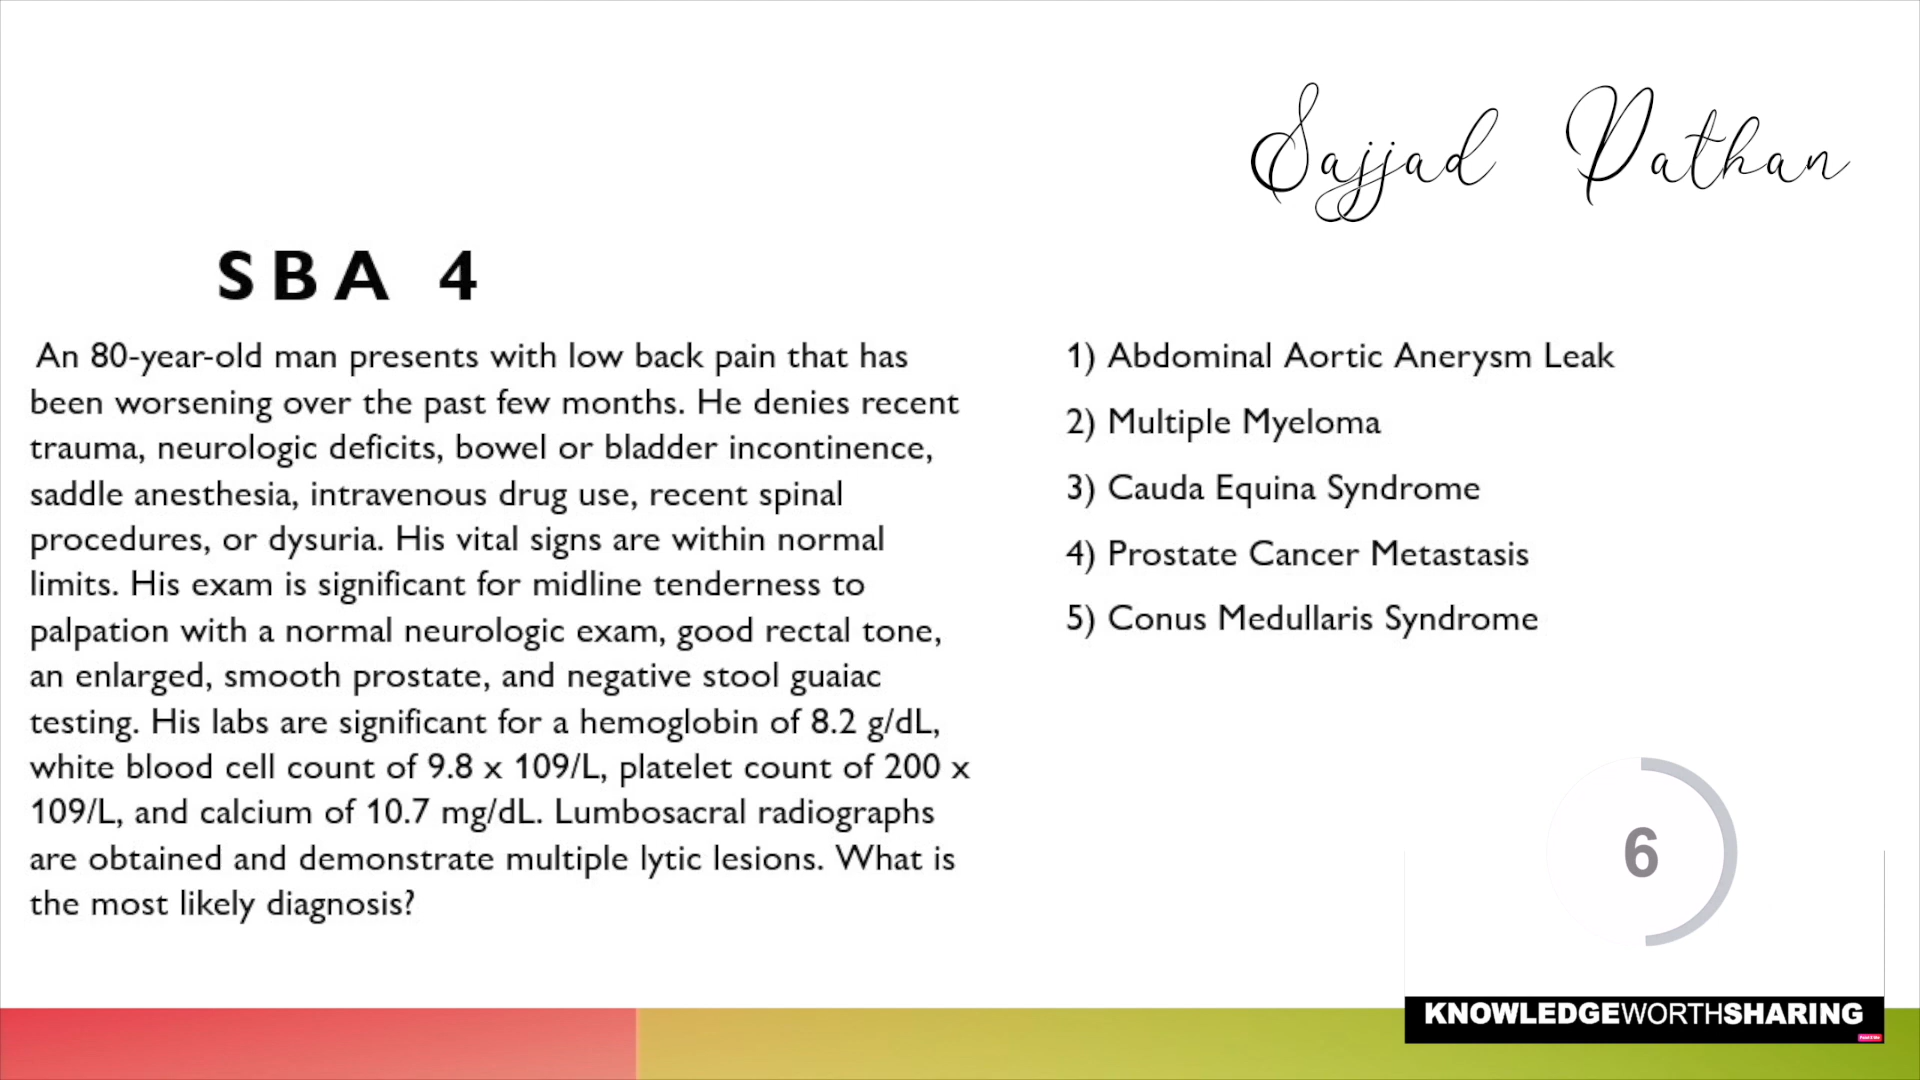 Sajjad Pathan
SBA 4
An 80-year-old man presents with low back pain that has
been worsening over the past few months. He denies recent
trauma, neurologic deficits, bowel or bladder incontinence,
saddle anesthesia, intravenous drug use, recent spinal
procedures, or dysuria. His vital signs are within normal
limits. His exam is significant for midline tenderness to
palpation with a normal neurologic exam, good rectal tone,
an enlarged, smooth prostate, and negative stool guaiac
testing. His labs are significant for a hemoglobin of 8.2 g/dL,
white blood cell count of 9.8 x 109/L, platelet count of 200 x
109/L, and calcium of 10.7 mg/dL. Lumbosacral radiographs
are obtained and demonstrate multiple lytic lesions. What is
the most likely diagnosis?
1) Abdominal Aortic Anerysm Leak
2) Multiple Myeloma
3) Cauda Equina Syndrome
4) Prostate Cancer Metastasis
5) Conus Medullaris Syndrome
6
KNOWLEDGEWORTHSHARING